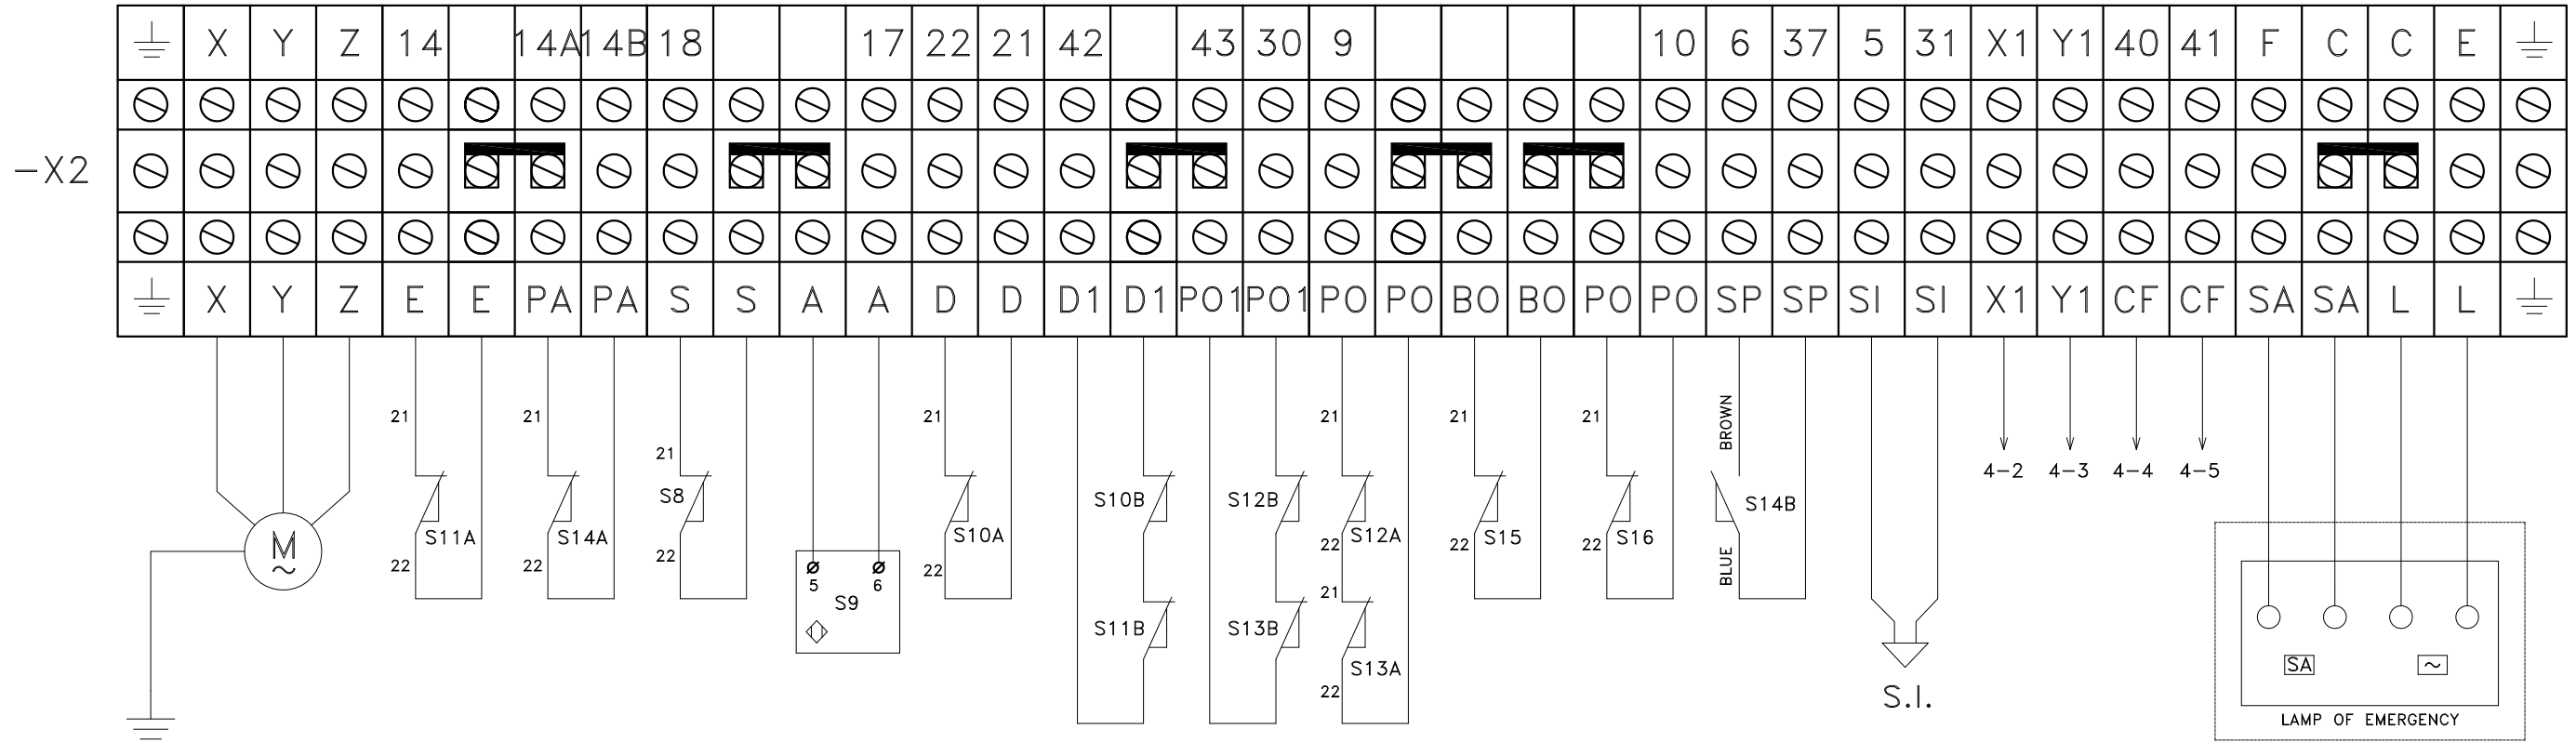 X Y Z 14 14A 14B 18 17 22 21 42 43 30 9 10 6 37 5 31 X1 Y1 40 41 F C C E
-X2
X Y Z E E PA PA S S A A D D D1 D1 PO1 PO1 PO PO BO BO PO PO SP SP SI SI X1 Y1 CF CF SA SA L L
21 21 21 21 21 21 BROWN
21
4-2 4-3 4-4 4-5
S8 S10B S12B S14B
S11A S14A S10A S12A S15 S16
M
~
22 22 22 22 22 22 22 BLUE
5 6
S9
21
S11B S13B
S13A
22
S.I.
SA ~
LAMP OF EMERGENCY